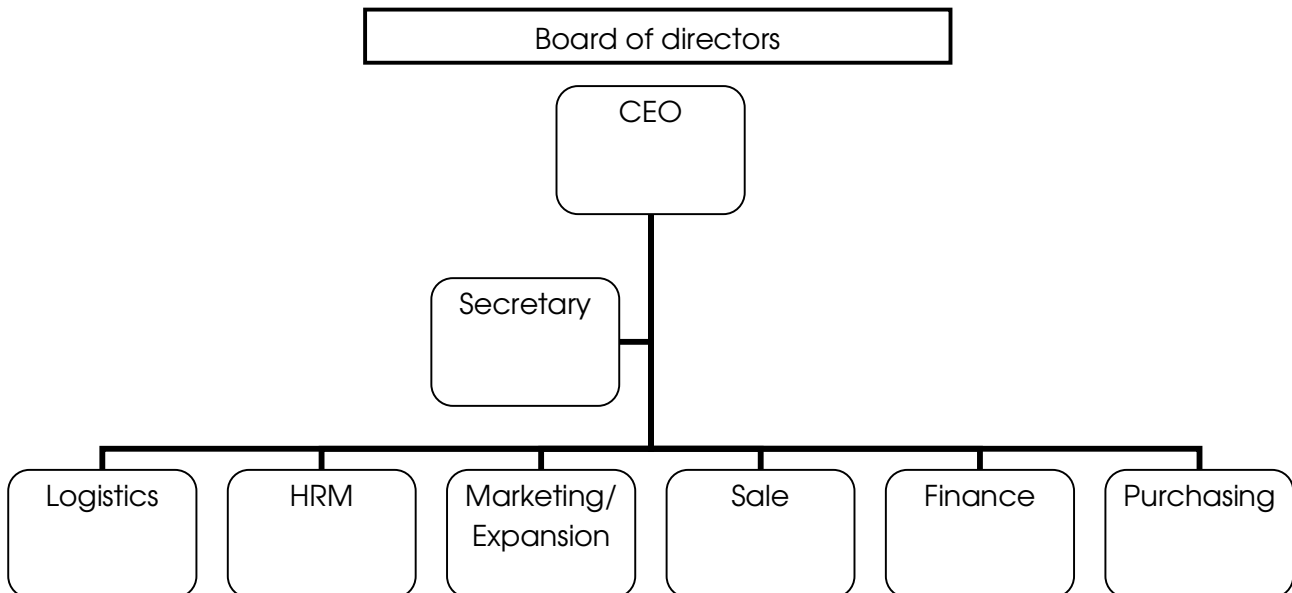 Board of directors
CEO
Secretary
Logistics
HRM
Marketing/
Expansion
Sale
Finance
Purchasing